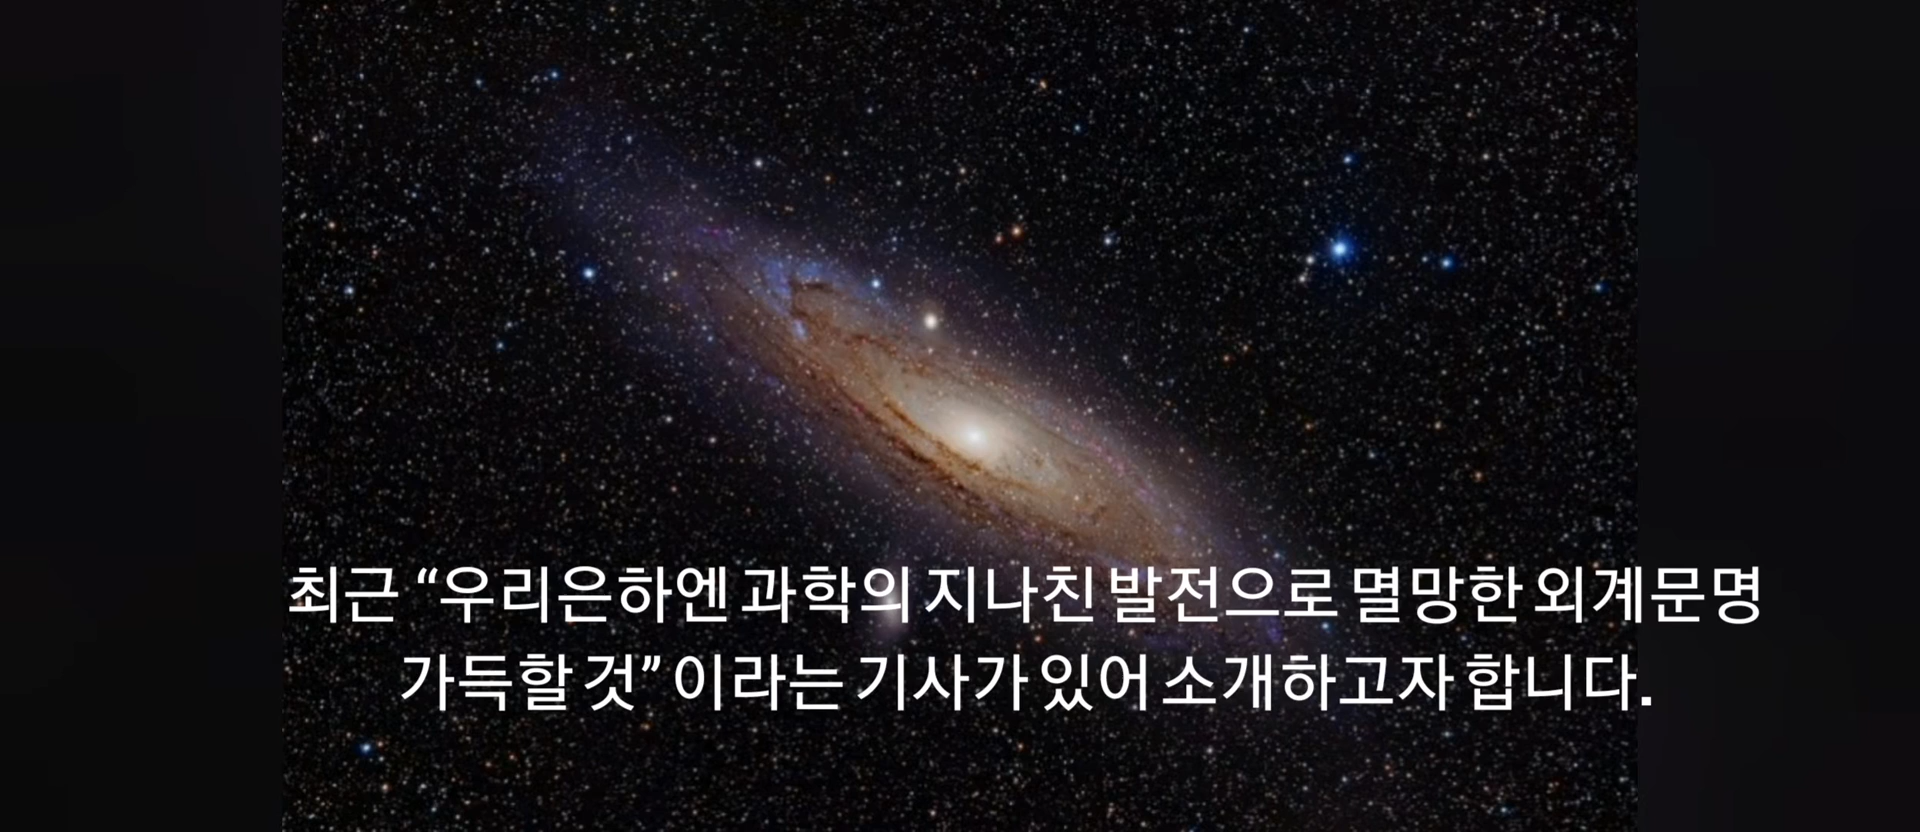 최근 “우리은하엔 과학의 지나친 발전으로 멸망한 외계문명
가득할 것” 이라는 기사가 있어 소개하고자 합니다.